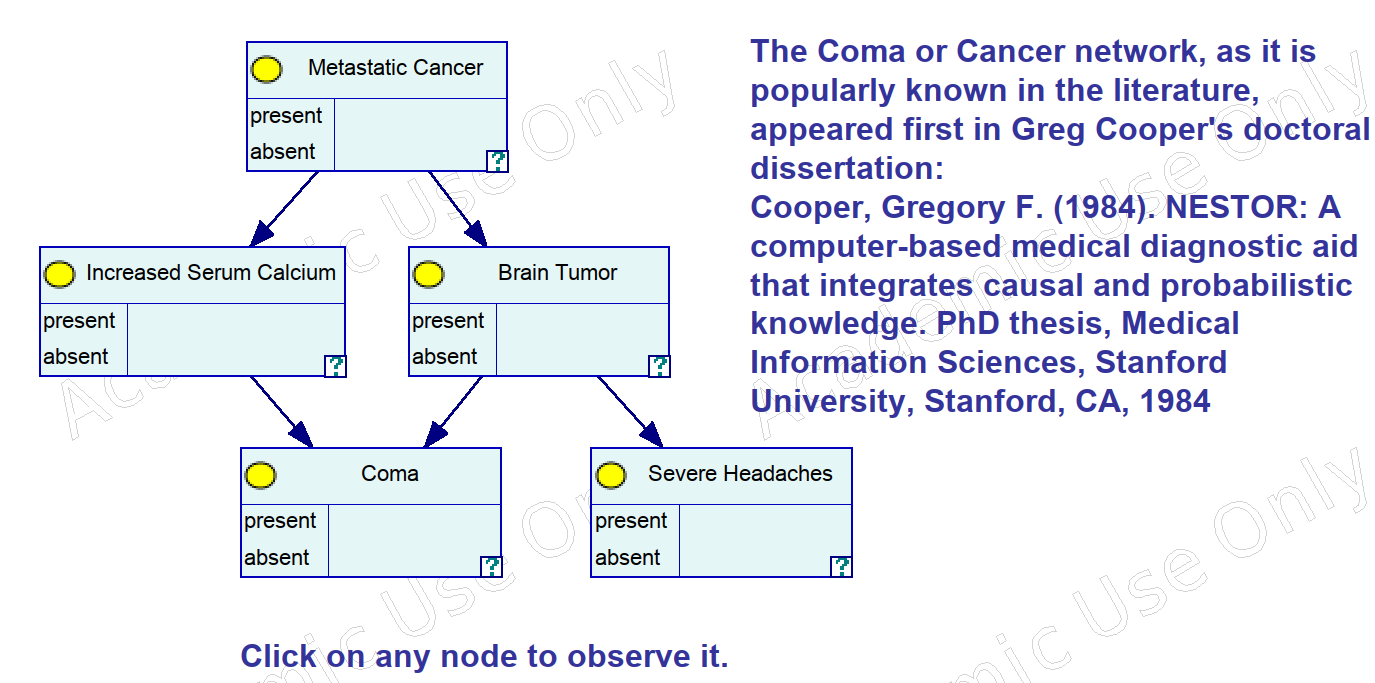 Metastatic Cancer
present
absent
?
Increased Serum Calcium
present
absent
?
Brain Tumor
present
absent
?
Coma
present
absent
?
Severe Headaches
present
absent
?
Click on any node to observe it.
The Coma or Cancer network, as it is
popularly known in the literature,
appeared first in Greg Cooper's doctoral
dissertation:
Cooper, Gregory F. (1984). NESTOR: A
computer-based medical diagnostic aid
that integrates causal and probabilistic
knowledge. PhD thesis, Medical
Information Sciences, Stanford
University, Stanford, CA, 1984
Academic Use Only
Academic Use Only
mic Use Only
mic Use Only